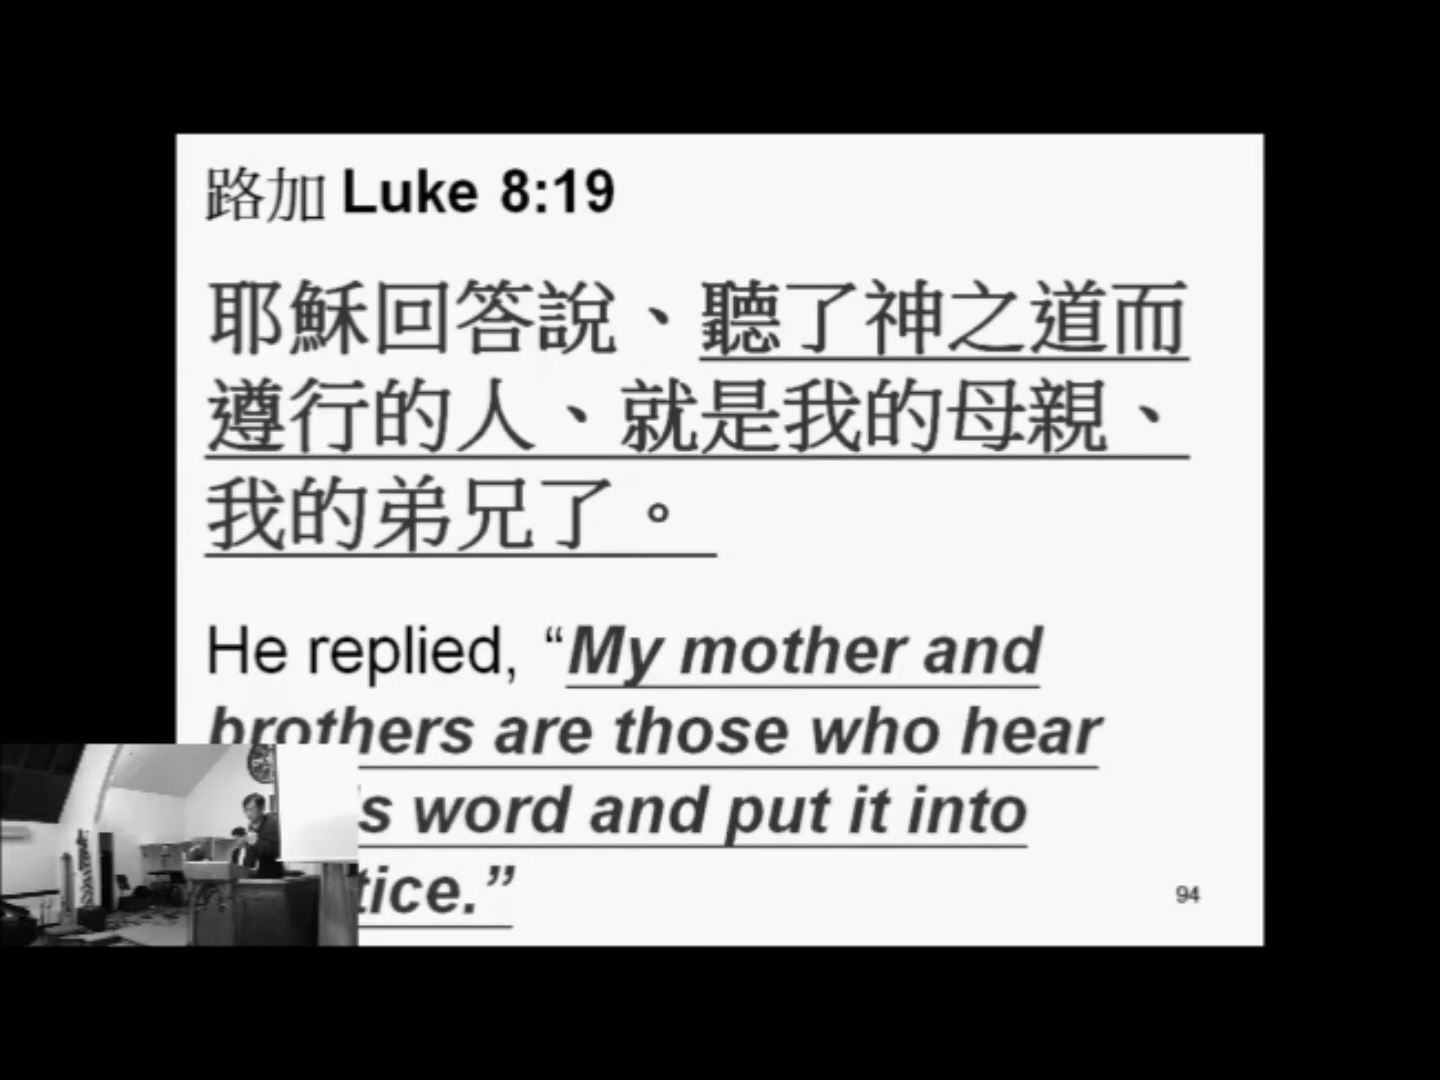 路加 Luke 8:19
耶穌回答說、聽了神之道而
遵行的人、就是我的母親、
我的弟兄了。
He replied, “My mother and
brothers are those who hear
word and put it into
94